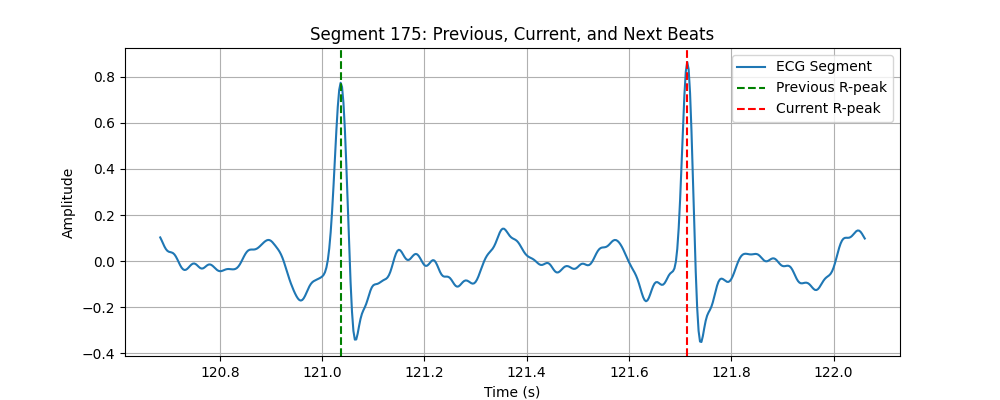 Segment 175: Previous, Current, and Next Beats
ECG Segment
Previous R-peak
Current R-peak
Amplitude
0.8
0.6
0.4
0.2
0.0
−0.2
−0.4
120.8 121.0 121.2 121.4 121.6 121.8 122.0
Time (s)